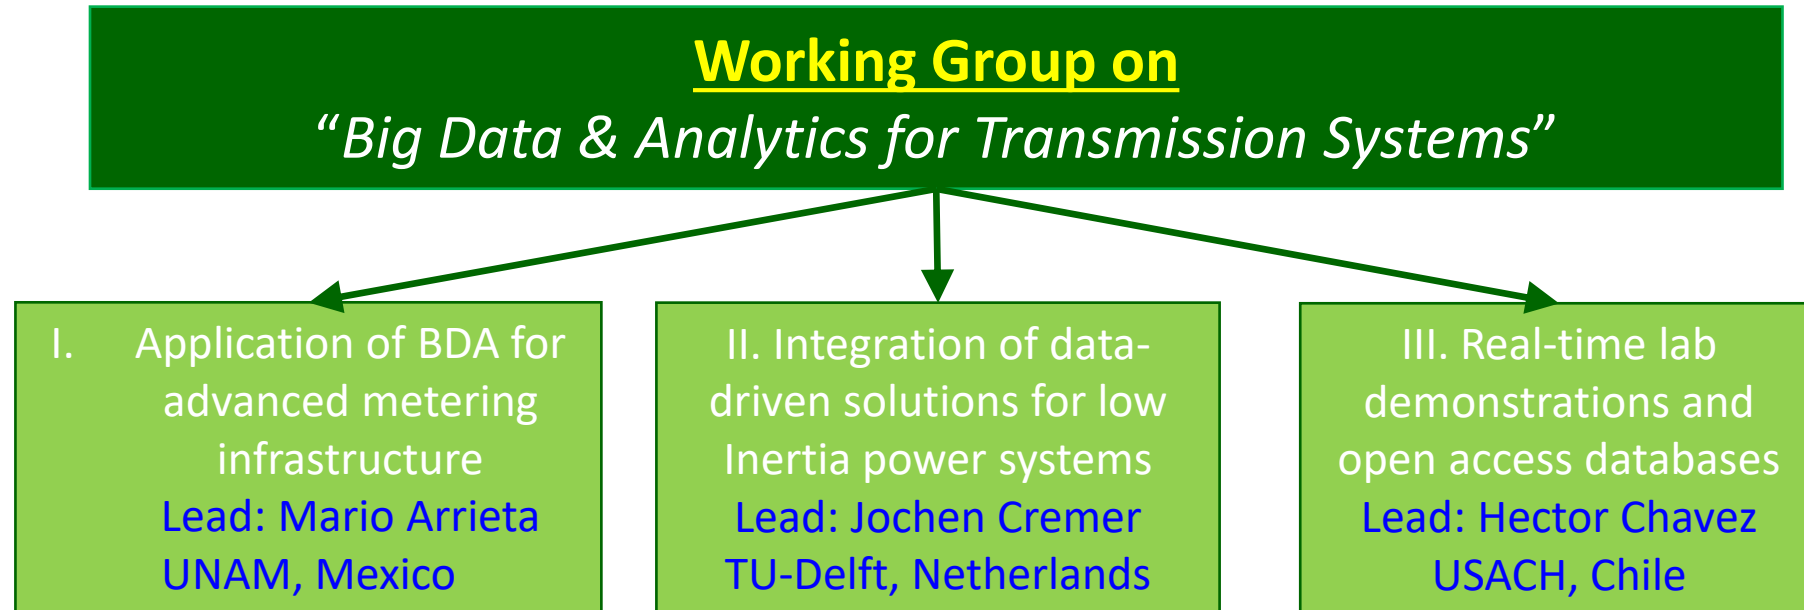 Working Group on
“Big Data & Analytics for Transmission Systems”
I. Application of BDA for
advanced metering
infrastructure
Lead: Mario Arrieta
UNAM, Mexico
II. Integration of data-
driven solutions for low
Inertia power systems
Lead: Jochen Cremer
TU-Delft, Netherlands
III. Real-time lab
demonstrations and
open access databases
Lead: Hector Chavez
USACH, Chile